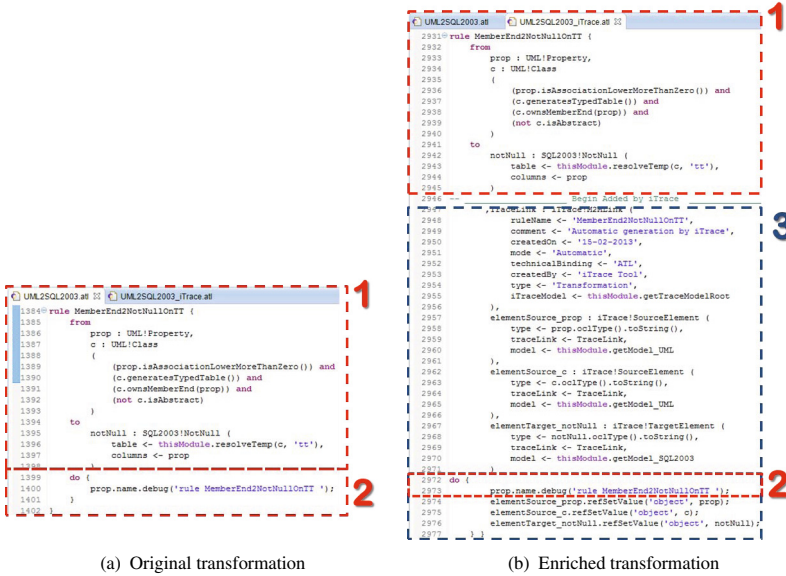 UML2SQL2003.atl UML2SQL2003_iTrace.atl
1
1384 rule MemberEnd2NotNullOnTT {
1385 from
1386 prop : UML!Property,
1387 c : UML!Class
1388 (
1389 (prop.isAssociationLowerMoreThanZero()) and
1390 (c.generatesTypedTable()) and
1391 (c.ownsMemberEnd(prop)) and
1392 (not c.isAbstract)
1393 )
1394 to
1395 notNull : SQL2003!NotNull (
1396 table <- thisModule.resolveTemp(c, 'tt'),
1397 columns <- prop
1398 )
1399 do {
1400 prop.name.debug('rule MemberEnd2NotNullOnTT ');
1401 }
1402 }
2
(a) Original transformation
UML2SQL2003.atl UML2SQL2003_iTrace.atl
1
2931 rule MemberEnd2NotNullOnTT {
2932 from
2933 prop : UML!Property,
2934 c : UML!Class
2935 (
2936 (prop.isAssociationLowerMoreThanZero()) and
2937 (c.generatesTypedTable()) and
2938 (c.ownsMemberEnd(prop)) and
2939 (not c.isAbstract)
2940 )
2941 to
2942 notNull : SQL2003!NotNull (
2943 table <- thisModule.resolveTemp(c, 'tt'),
2944 columns <- prop
2945 )
2946 -- Begin Added by iTrace
2947 ,TraceLink : iTrace!M2MLink (
2948 ruleName <- 'MemberEnd2NotNullOnTT',
2949 comment <- 'Automatic generation by iTrace',
2950 createdOn <- '15-02-2013',
2951 mode <- 'Automatic',
2952 technicalBinding <- 'ATL',
2953 createdBy <- 'iTrace Tool',
2954 type <- 'Transformation',
2955 iTraceModel <- thisModule.getTraceModelRoot
2956 ),
2957 elementSource_prop : iTrace!SourceElement (
2958 type <- prop.oclType().toString(),
2959 traceLink <- TraceLink,
2960 model <- thisModule.getModel_UML
2961 ),
2962 elementSource_c : iTrace!SourceElement (
2963 type <- c.oclType().toString(),
2964 traceLink <- TraceLink,
2965 model <- thisModule.getModel_UML
2966 ),
2967 elementTarget_notNull : iTrace!TargetElement (
2968 type <- notNull.oclType().toString(),
2969 traceLink <- TraceLink,
2970 model <- thisModule.getModel_SQL2003
2971 )
3
2972 do {
2973 prop.name.debug('rule MemberEnd2NotNullOnTT ');
2
2974 elementSource_prop.refSetValue('object', prop);
2975 elementSource_c.refSetValue('object', c);
2976 elementTarget_notNull.refSetValue('object', notNull);
2977 } }
(b) Enriched transformation